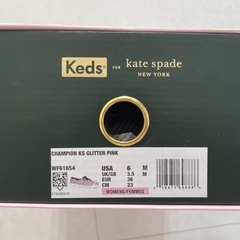 Keds FOR kate spade
NEW YORK
CHAMPION KS GLITTER PINK
WF61654
USA 6 M
UK/GB 3.5 M
EUR 36
CM 23
WOMENS/FEMMES